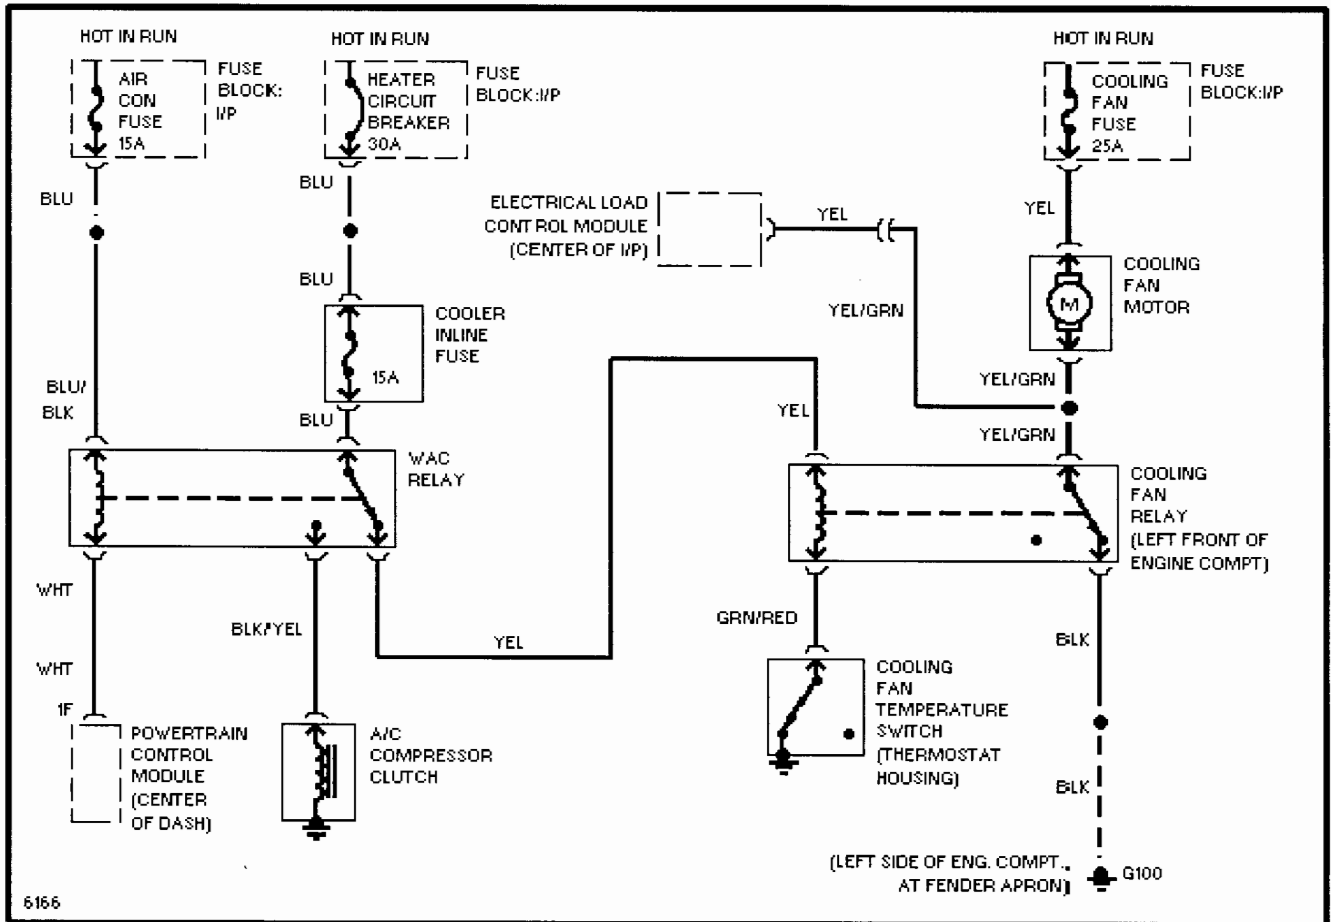 HOT IN RUN
AIR
CON
FUSE
15A
FUSE
BLOCK:
I/P
HOT IN RUN
HEATER
CIRCUIT
BREAKER
30A
FUSE
BLOCK:I/P
HOT IN RUN
COOLING
FAN
FUSE
25A
FUSE
BLOCK:I/P
BLU
BLU
ELECTRICAL LOAD
CONTROL MODULE
(CENTER OF I/P)
YEL
YEL
BLU
COOLER
INLINE
FUSE
15A
YEL/GRN
M
COOLING
FAN
MOTOR
BLU/
BLK
BLU
YEL
YEL/GRN
YEL/GRN
WAC
RELAY
COOLING
FAN
RELAY
(LEFT FRONT OF
ENGINE COMPT)
WHT
BLK/YEL
YEL
GRN/RED
BLK
WHT
1F
POWERTRAIN
CONTROL
MODULE
(CENTER
OF DASH)
A/C
COMPRESSOR
CLUTCH
COOLING
FAN
TEMPERATURE
SWITCH
(THERMOSTAT
HOUSING)
BLK
(LEFT SIDE OF ENG. COMPT.,
AT FENDER APRON)
G100
6166